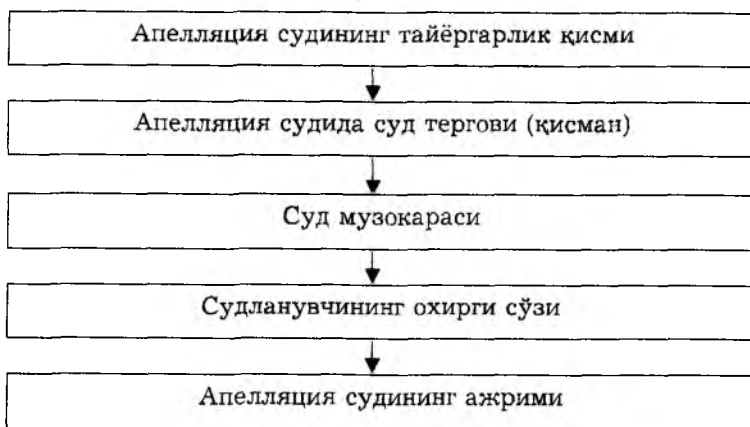 Апелляция судининг тайёргарлик қисми
Апелляция судида суд тергови (қисман)
Суд музокараси
Судланувчининг охирги сўзи
Апелляция судининг ажрими